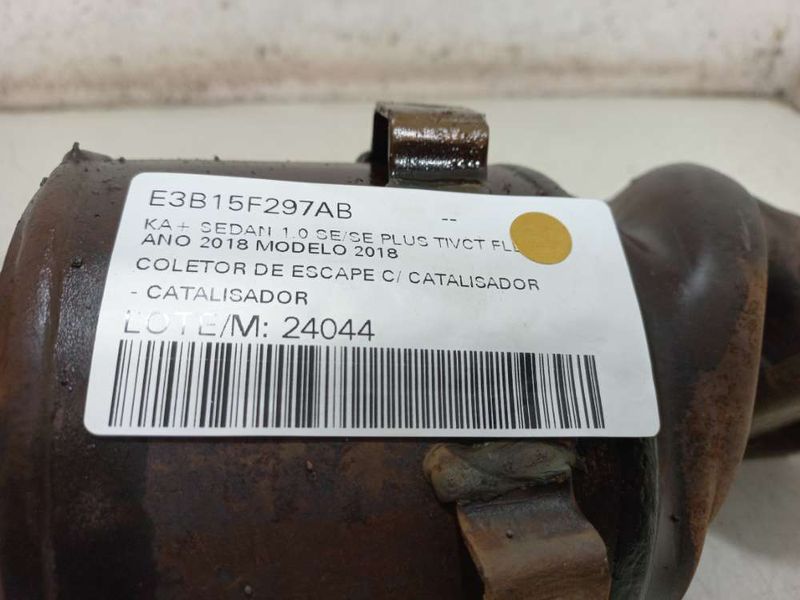 E3B15F297AB --
KA+ SEDAN 1.0 SE/SE PLUS TIVCT
ANO 2018 MODELO 2018
COLETOR DE ESCAPE C/ CATALISADOR
- CATALISADOR
LOTE/M: 24044